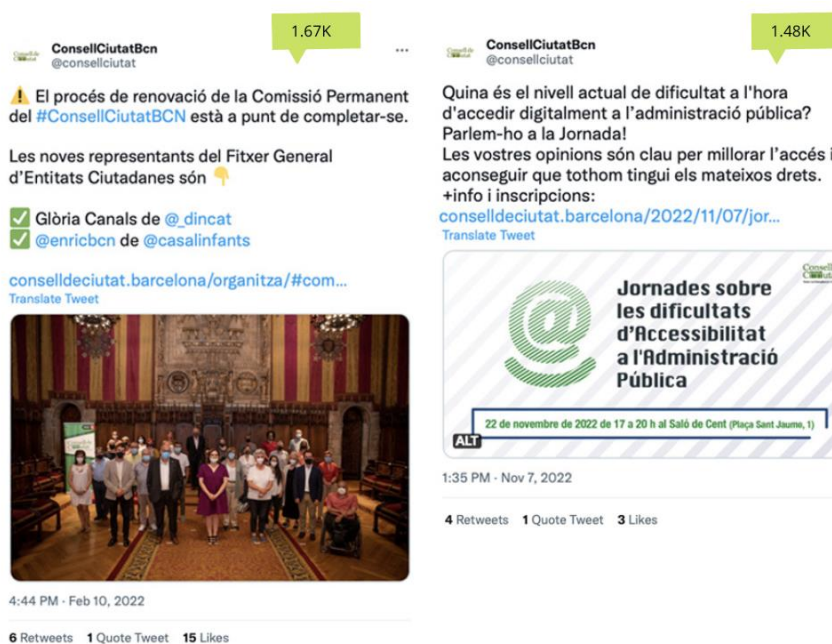 1.67K
ConsellCiutatBcn
@consellciutat
⚠️ El procés de renovació de la Comissió Permanent
del #ConsellCiutatBCN està a punt de completar-se.
Les noves representants del Fitxer General
d'Entitats Ciutadanes són 👇
✅ Glòria Canals de @_dincat
✅ @enricbcn de @casalinfants
conselldeciutat.barcelona/organitza/#com...
Translate Tweet
4:44 PM · Feb 10, 2022
6 Retweets 1 Quote Tweet 15 Likes
1.48K
ConsellCiutatBcn
@consellciutat
Quina és el nivell actual de dificultat a l'hora
d'accedir digitalment a l'administració pública?
Parlem-ho a la Jornada!
Les vostres opinions són clau per millorar l'accés i
aconseguir que tothom tingui els mateixos drets.
+info i inscripcions:
conselldeciutat.barcelona/2022/11/07/jor...
Translate Tweet
@
Jornades sobre
les dificultats
d'Accessibilitat
a l'Administració
Pública
22 de novembre de 2022 de 17 a 20 h al Saló de Cent (Plaça Sant Jaume, 1)
ALT
1:35 PM · Nov 7, 2022
4 Retweets 1 Quote Tweet 3 Likes